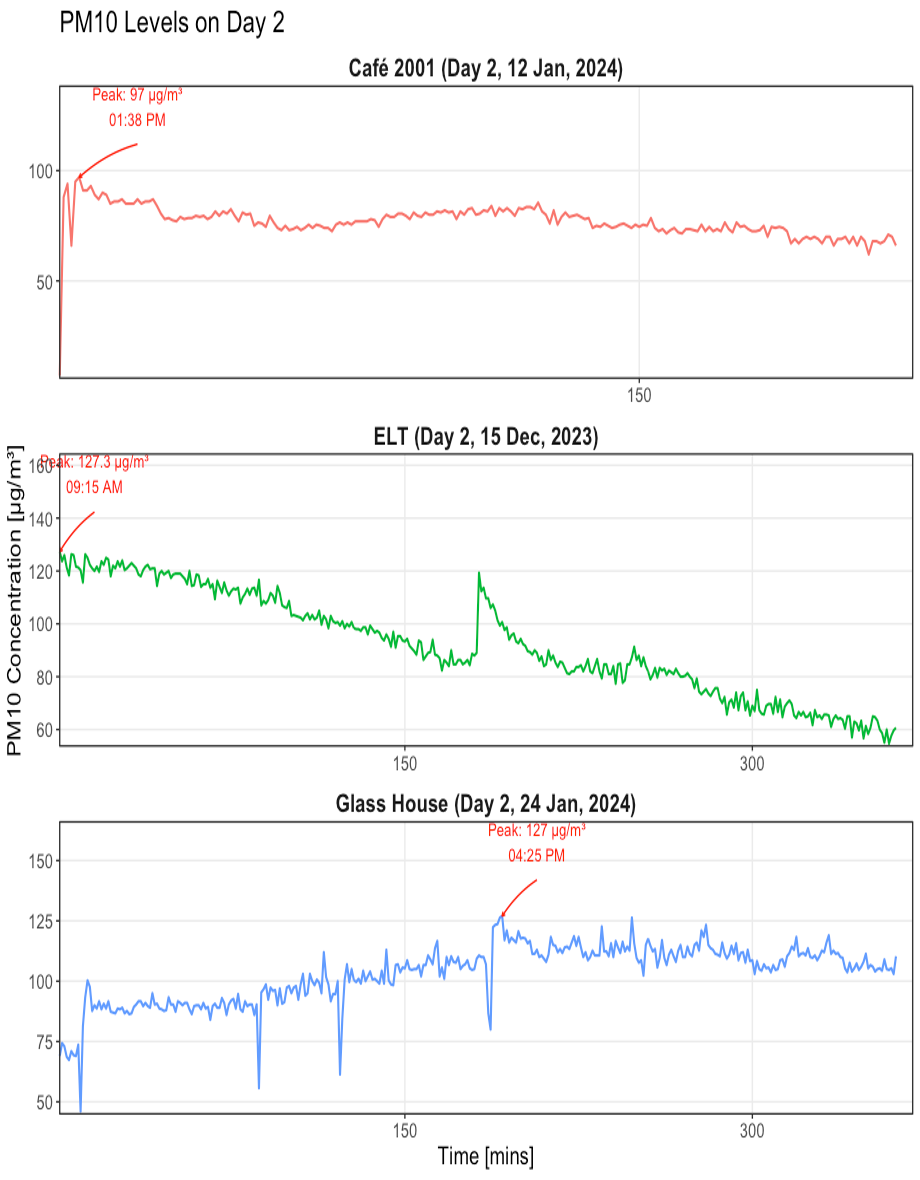 PM10 Levels on Day 2
Café 2001 (Day 2, 12 Jan, 2024)
Peak: 97 µg/m³
01:38 PM
100
50
150
ELT (Day 2, 15 Dec, 2023)
Peak: 127.3 µg/m³
09:15 AM
160
140
120
100
80
60
150
300
PM10 Concentration [µg/m³]
Glass House (Day 2, 24 Jan, 2024)
Peak: 127 µg/m³
04:25 PM
150
125
100
75
50
150
300
Time [mins]